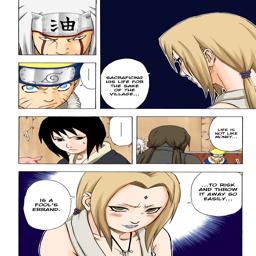 油
SACRAFICING
HIS LIFE
FOR THE
SAKE OF
THE
VILLAGE...
LIFE IS
NOT LIKE
MONEY...
...TO RISK
AND THROW
IT AWAY SO
EASILY...
IS A
FOOL'S
ERRAND.